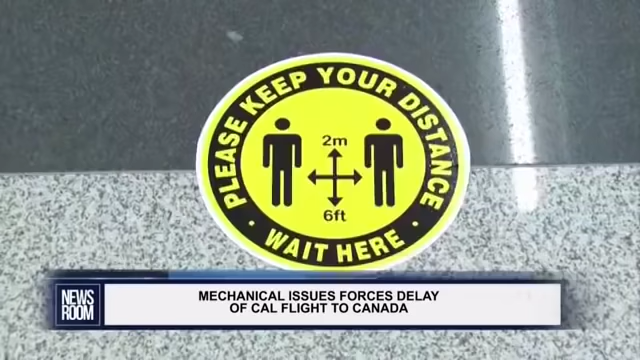 PLEASE KEEP YOUR DISTANCE
2m
6ft
· WAIT HERE ·
NEWS
ROOM
MECHANICAL ISSUES FORCES DELAY
OF CAL FLIGHT TO CANADA